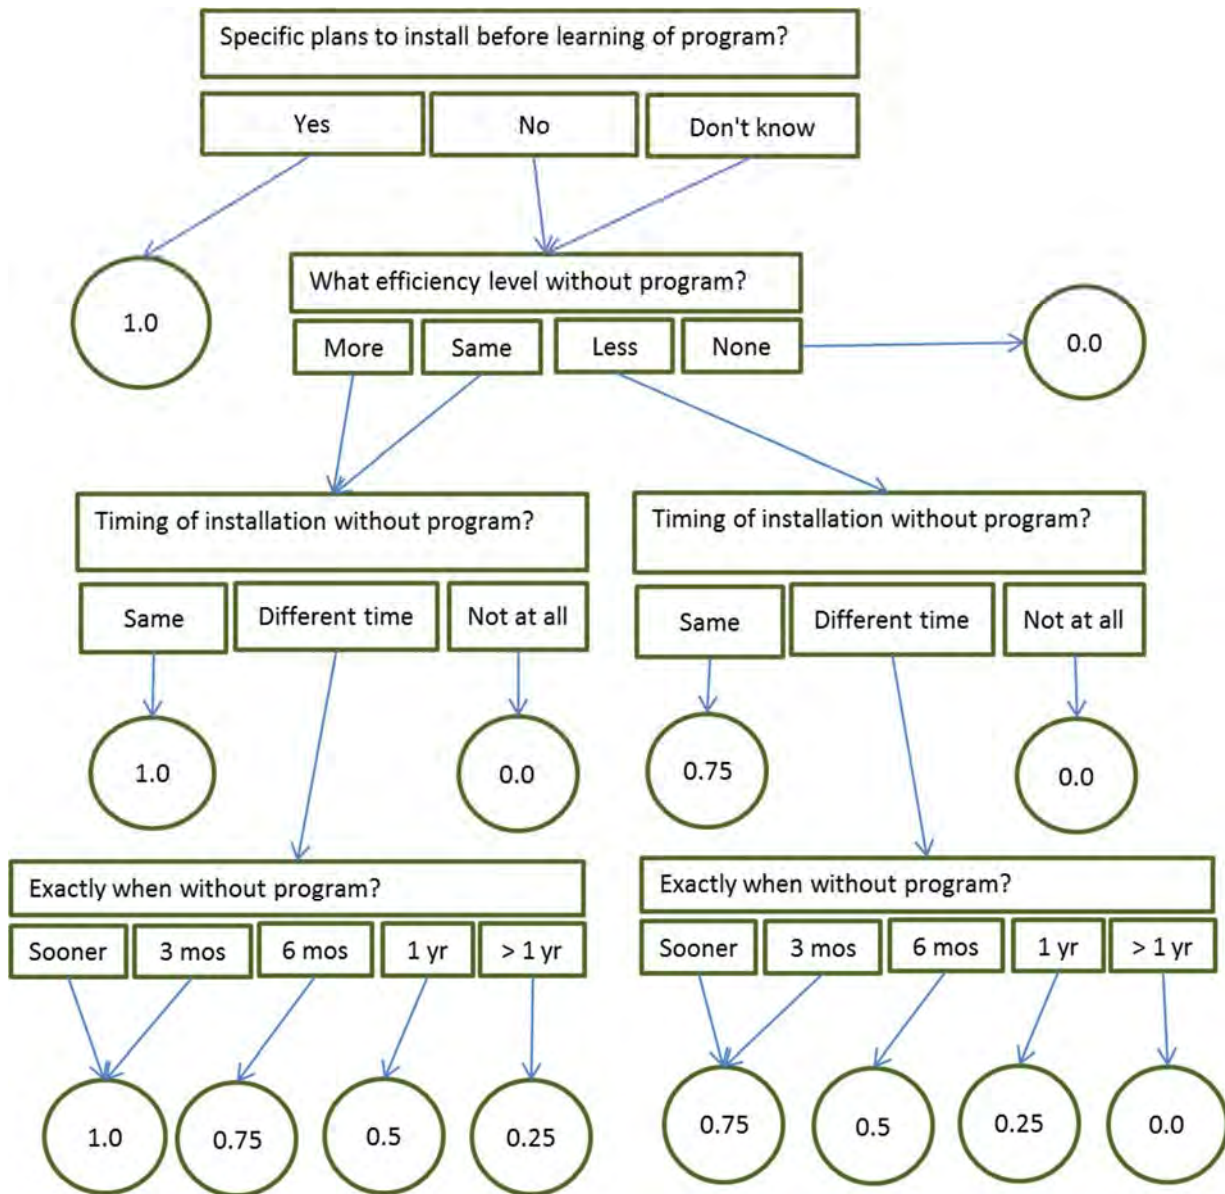 Specific plans to install before learning of program?
Yes No Don't know
What efficiency level without program?
1.0
More Same Less None
0.0
Timing of installation without program?
Timing of installation without program?
Same Different time Not at all
Same Different time Not at all
1.0 0.0
0.75 0.0
Exactly when without program?
Exactly when without program?
Sooner 3 mos 6 mos 1 yr > 1 yr
Sooner 3 mos 6 mos 1 yr > 1 yr
1.0 0.75 0.5 0.25
0.75 0.5 0.25 0.0